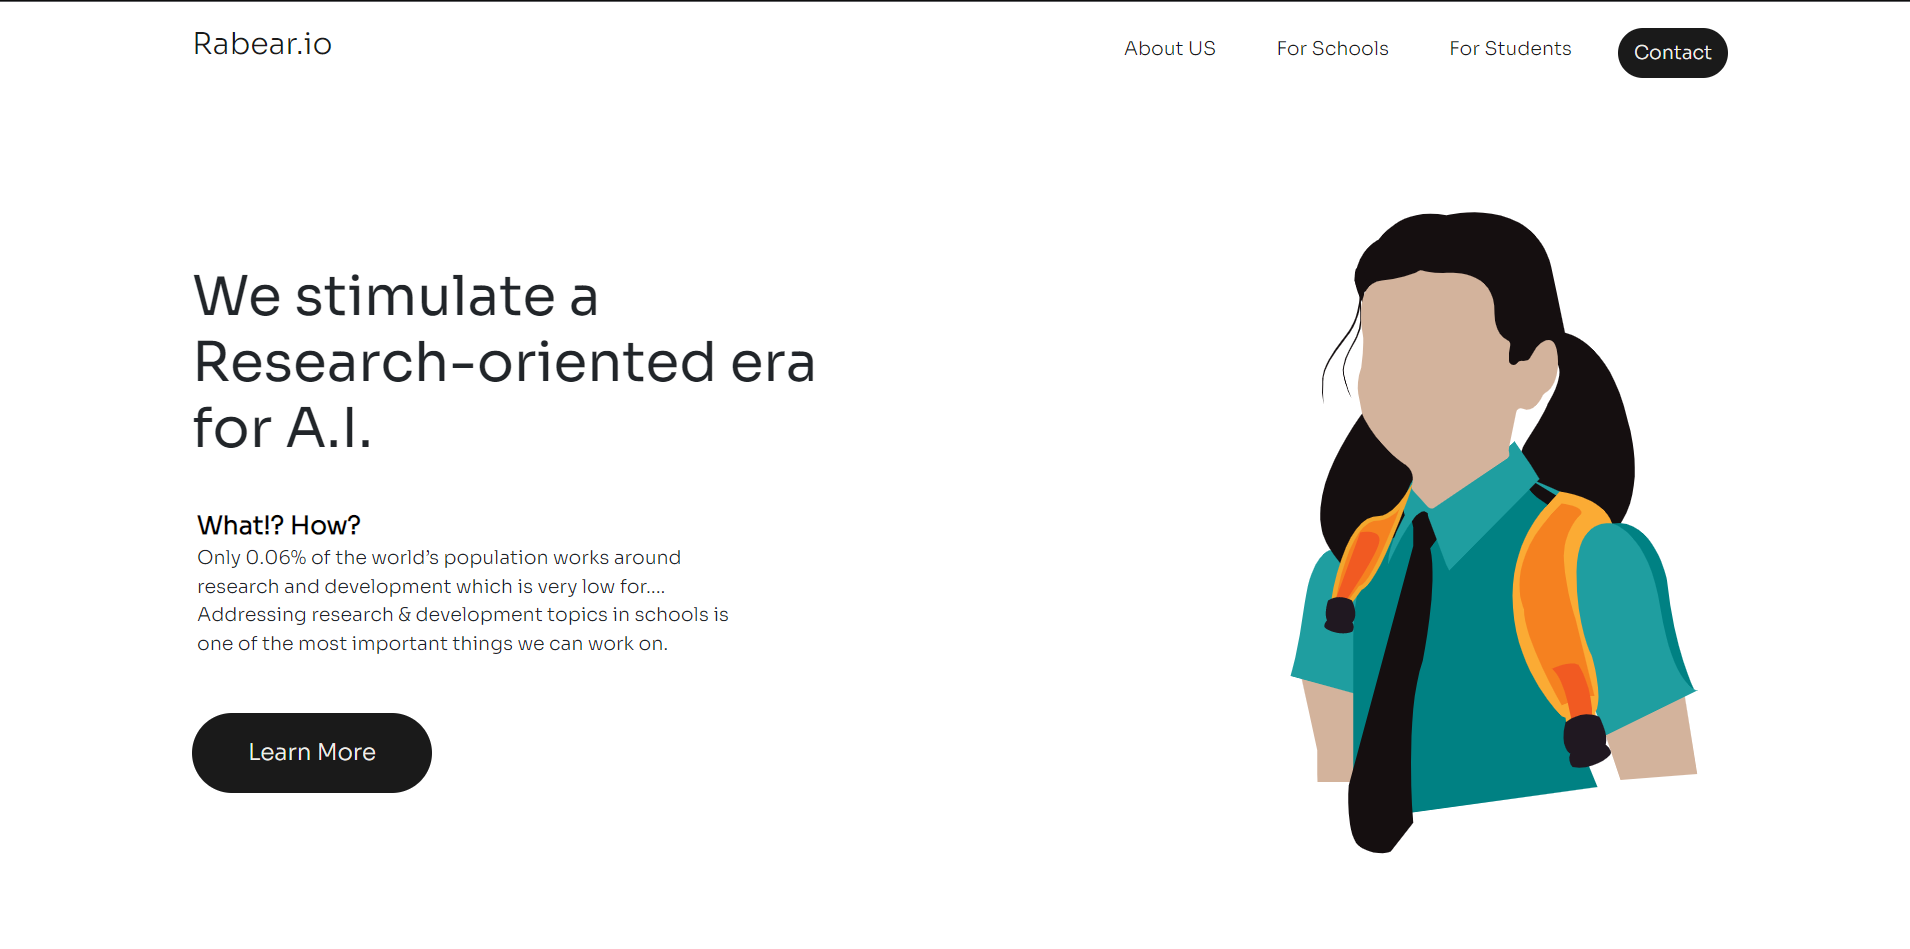 Rabear.io
About US
For Schools
For Students
Contact
We stimulate a
Research-oriented era
for A.I.
What!? How?
Only 0.06% of the world’s population works around
research and development which is very low for....
Addressing research & development topics in schools is
one of the most important things we can work on.
Learn More